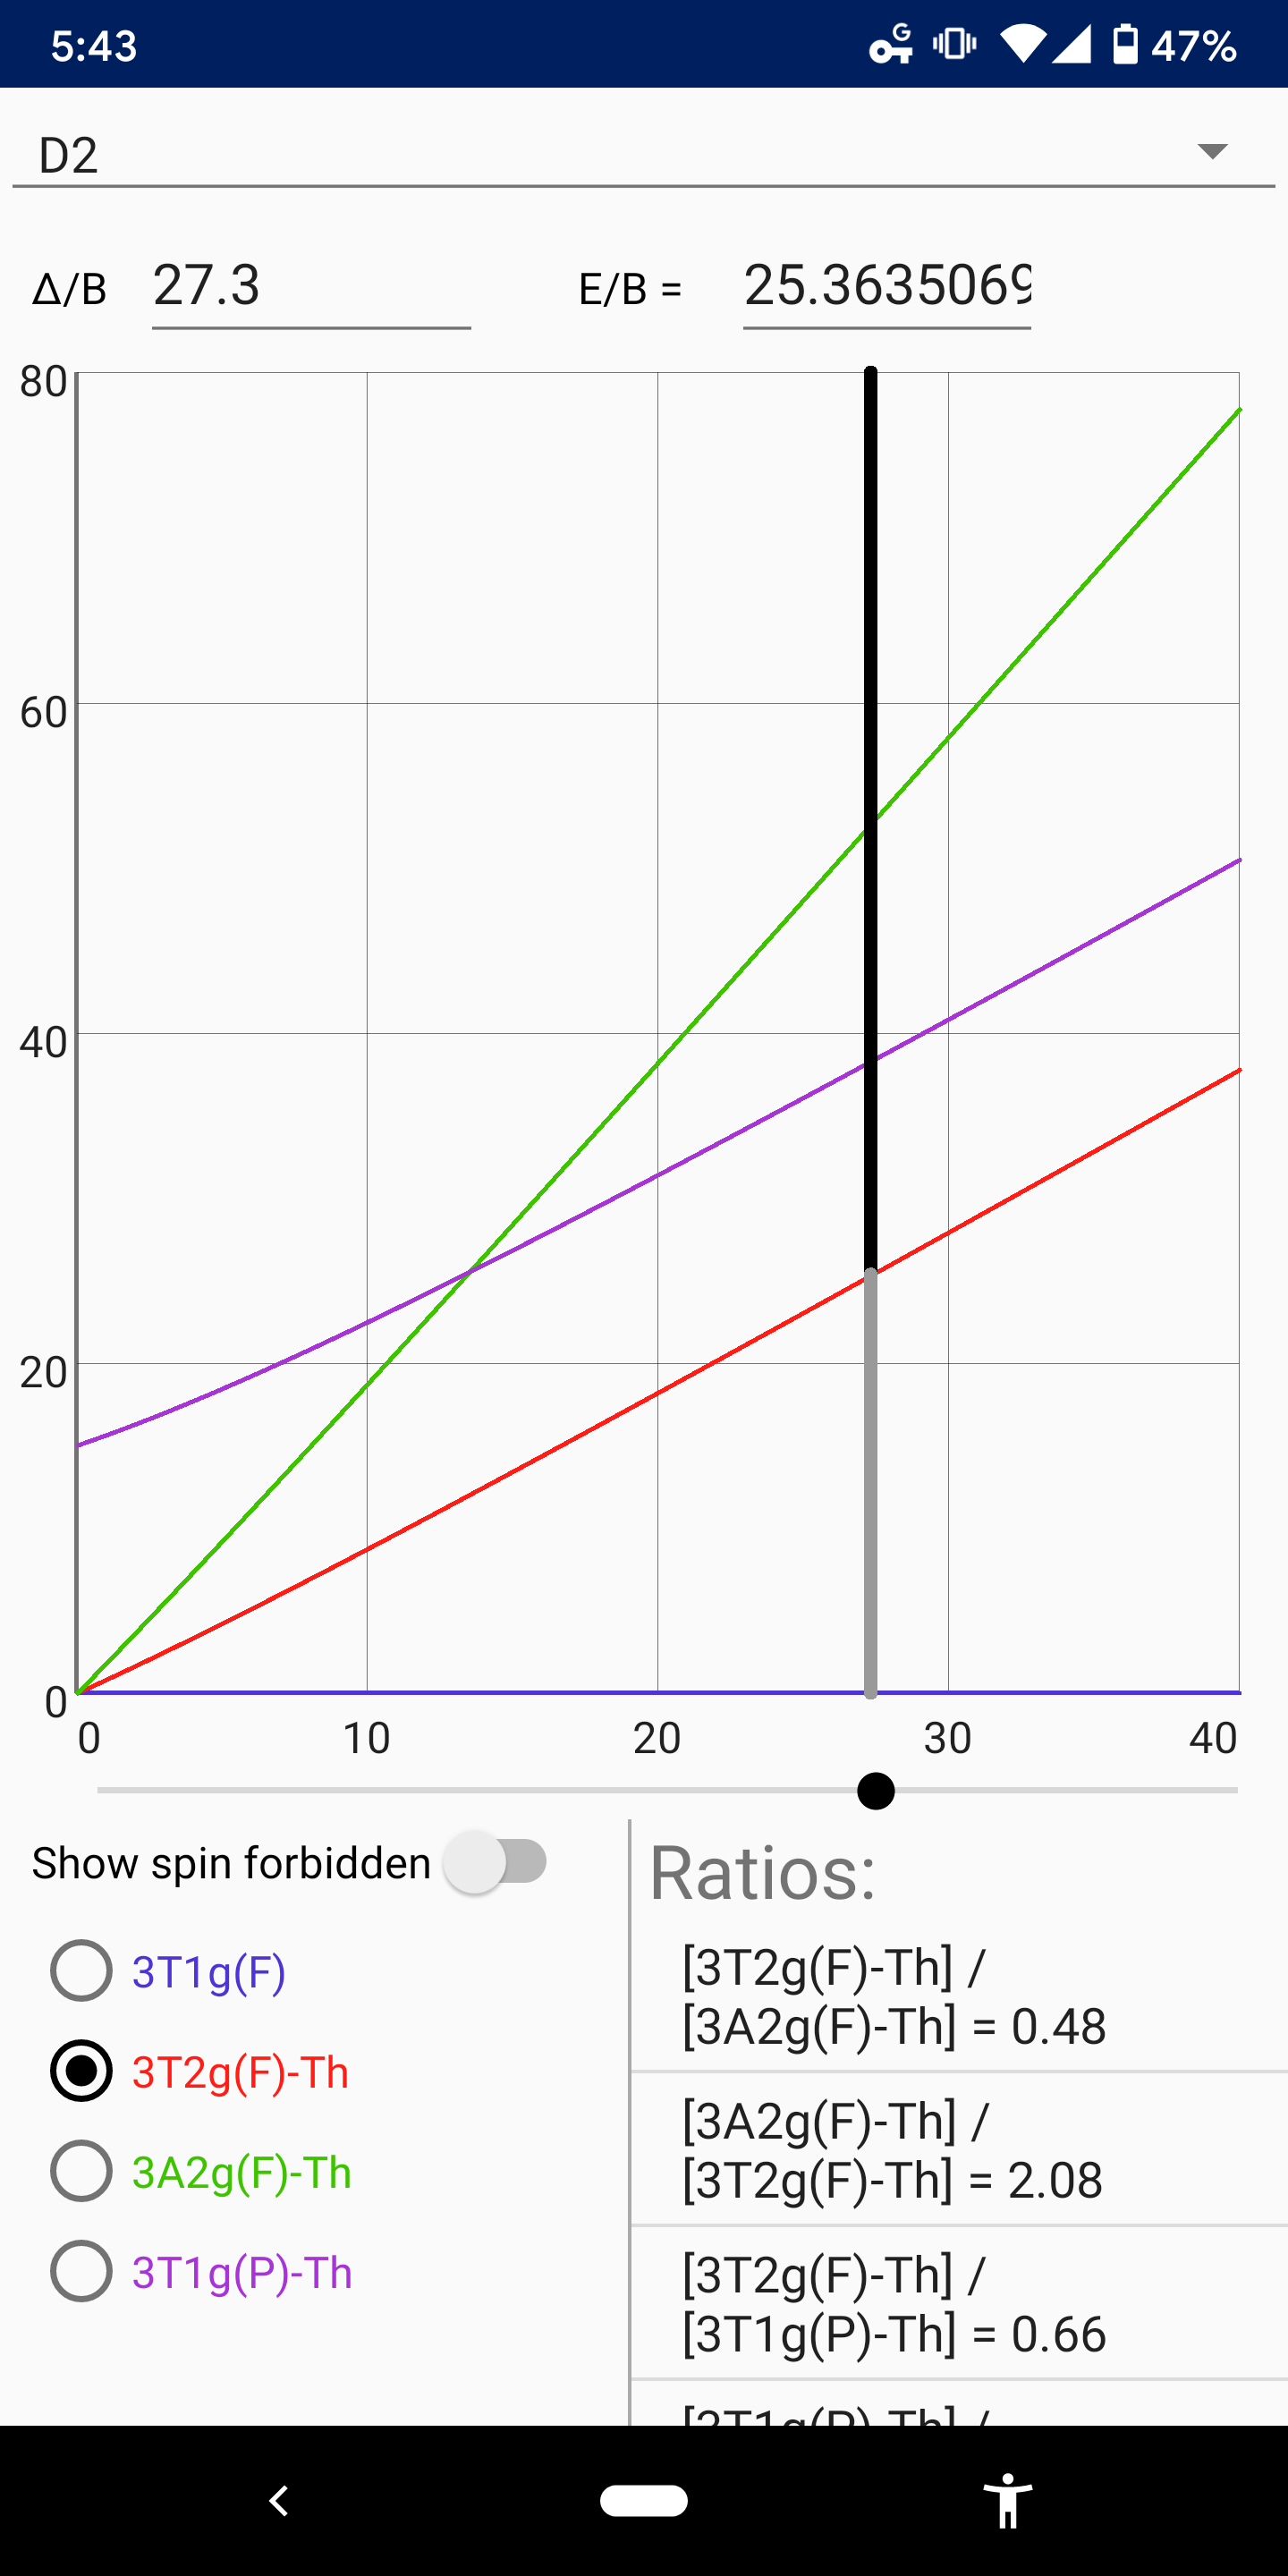 5:43
G
47%
D2
Δ/B 27.3 E/B = 25.3635069
80
60
40
20
0
0 10 20 30 40
Show spin forbidden
3T1g(F)
3T2g(F)-Th
3A2g(F)-Th
3T1g(P)-Th
Ratios:
[3T2g(F)-Th] /
[3A2g(F)-Th] = 0.48
[3A2g(F)-Th] /
[3T2g(F)-Th] = 2.08
[3T2g(F)-Th] /
[3T1g(P)-Th] = 0.66
[3T1g(P)-Th] /